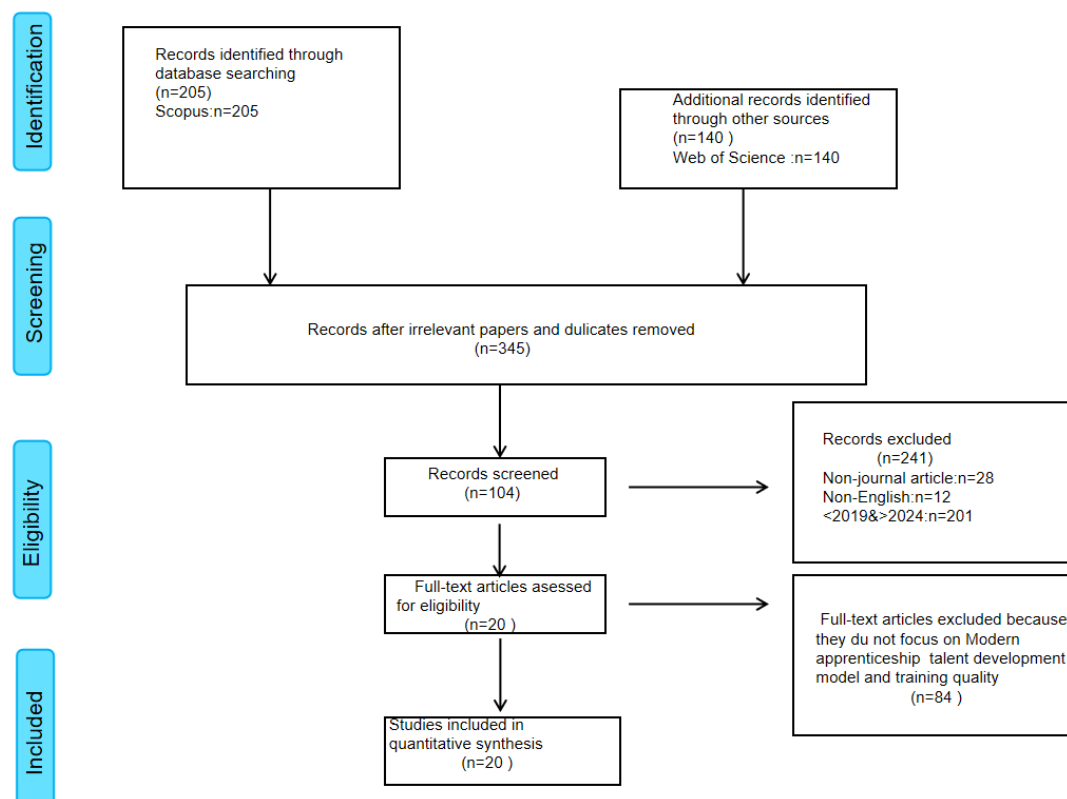 Identification
Records identified through
database searching
(n=205)
Scopus:n=205
Additional records identified
through other sources
(n=140 )
Web of Science :n=140
Screening
Records after irrelevant papers and dulicates removed
(n=345)
Eligibility
Records screened
(n=104)
Records excluded
(n=241)
Non-journal article:n=28
Non-English:n=12
<2019&>2024:n=201
Full-text articles asessed
for eligibility
(n=20 )
Full-text articles excluded because
they du not focus on Modern
apprenticeship talent development
model and training quality
(n=84 )
Included
Studies included in
quantitative synthesis
(n=20 )